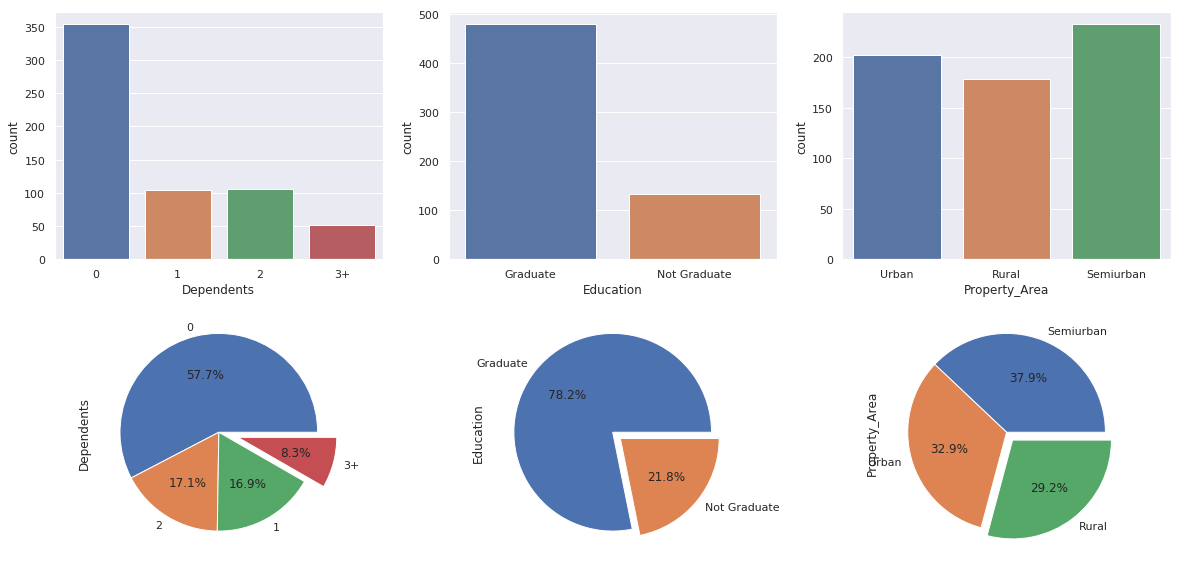 350
300
250
200
150
100
50
0
count
0 1 2 3+
Dependents
500
400
300
200
100
0
count
Graduate Not Graduate
Education
200
150
100
50
0
count
Urban Rural Semiurban
Property_Area
0
57.7%
Dependents
8.3%
3+
17.1% 16.9%
2 1
Graduate
78.2%
Education
21.8%
Not Graduate
Semiurban
37.9%
Property_Area
32.9%
Urban
29.2%
Rural